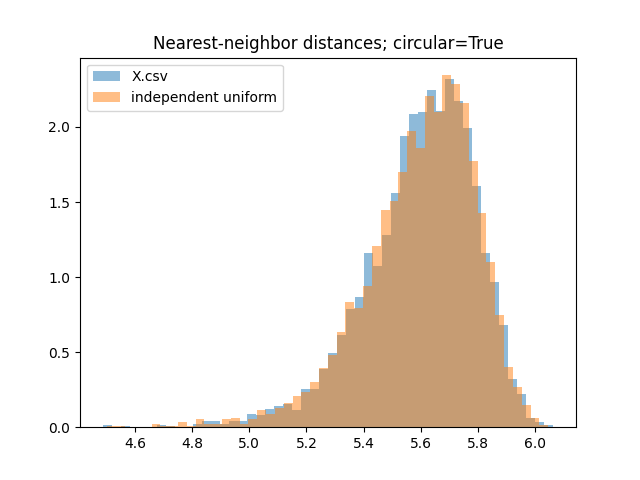 Nearest-neighbor distances; circular=True
X.csv
independent uniform
2.0
1.5
1.0
0.5
0.0
4.6 4.8 5.0 5.2 5.4 5.6 5.8 6.0